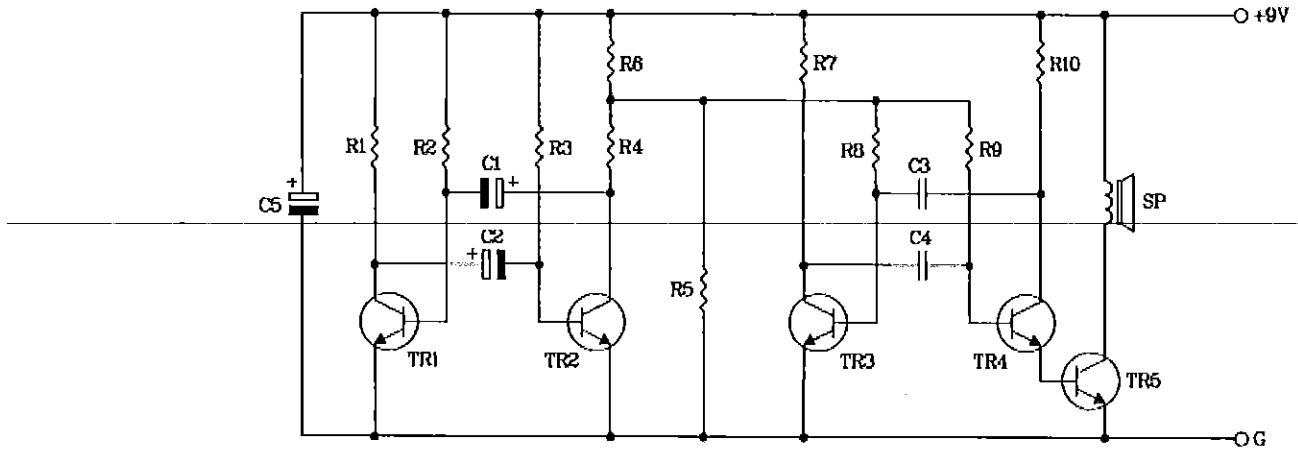 +9V
R6
R7
R10
R1
R2
C1
+
R3
R4
R8
C3
R9
+
C5
SP
C2
+
C4
R5
TR1
TR2
TR3
TR4
TR5
G